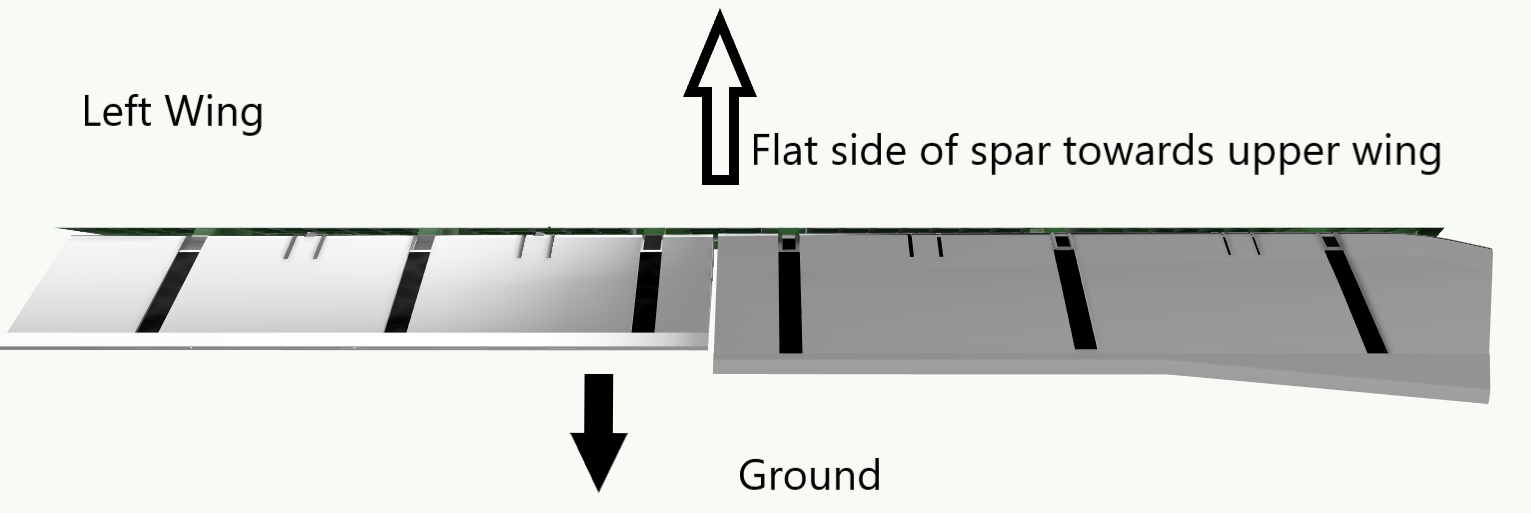 Left Wing
Flat side of spar towards upper wing
Ground